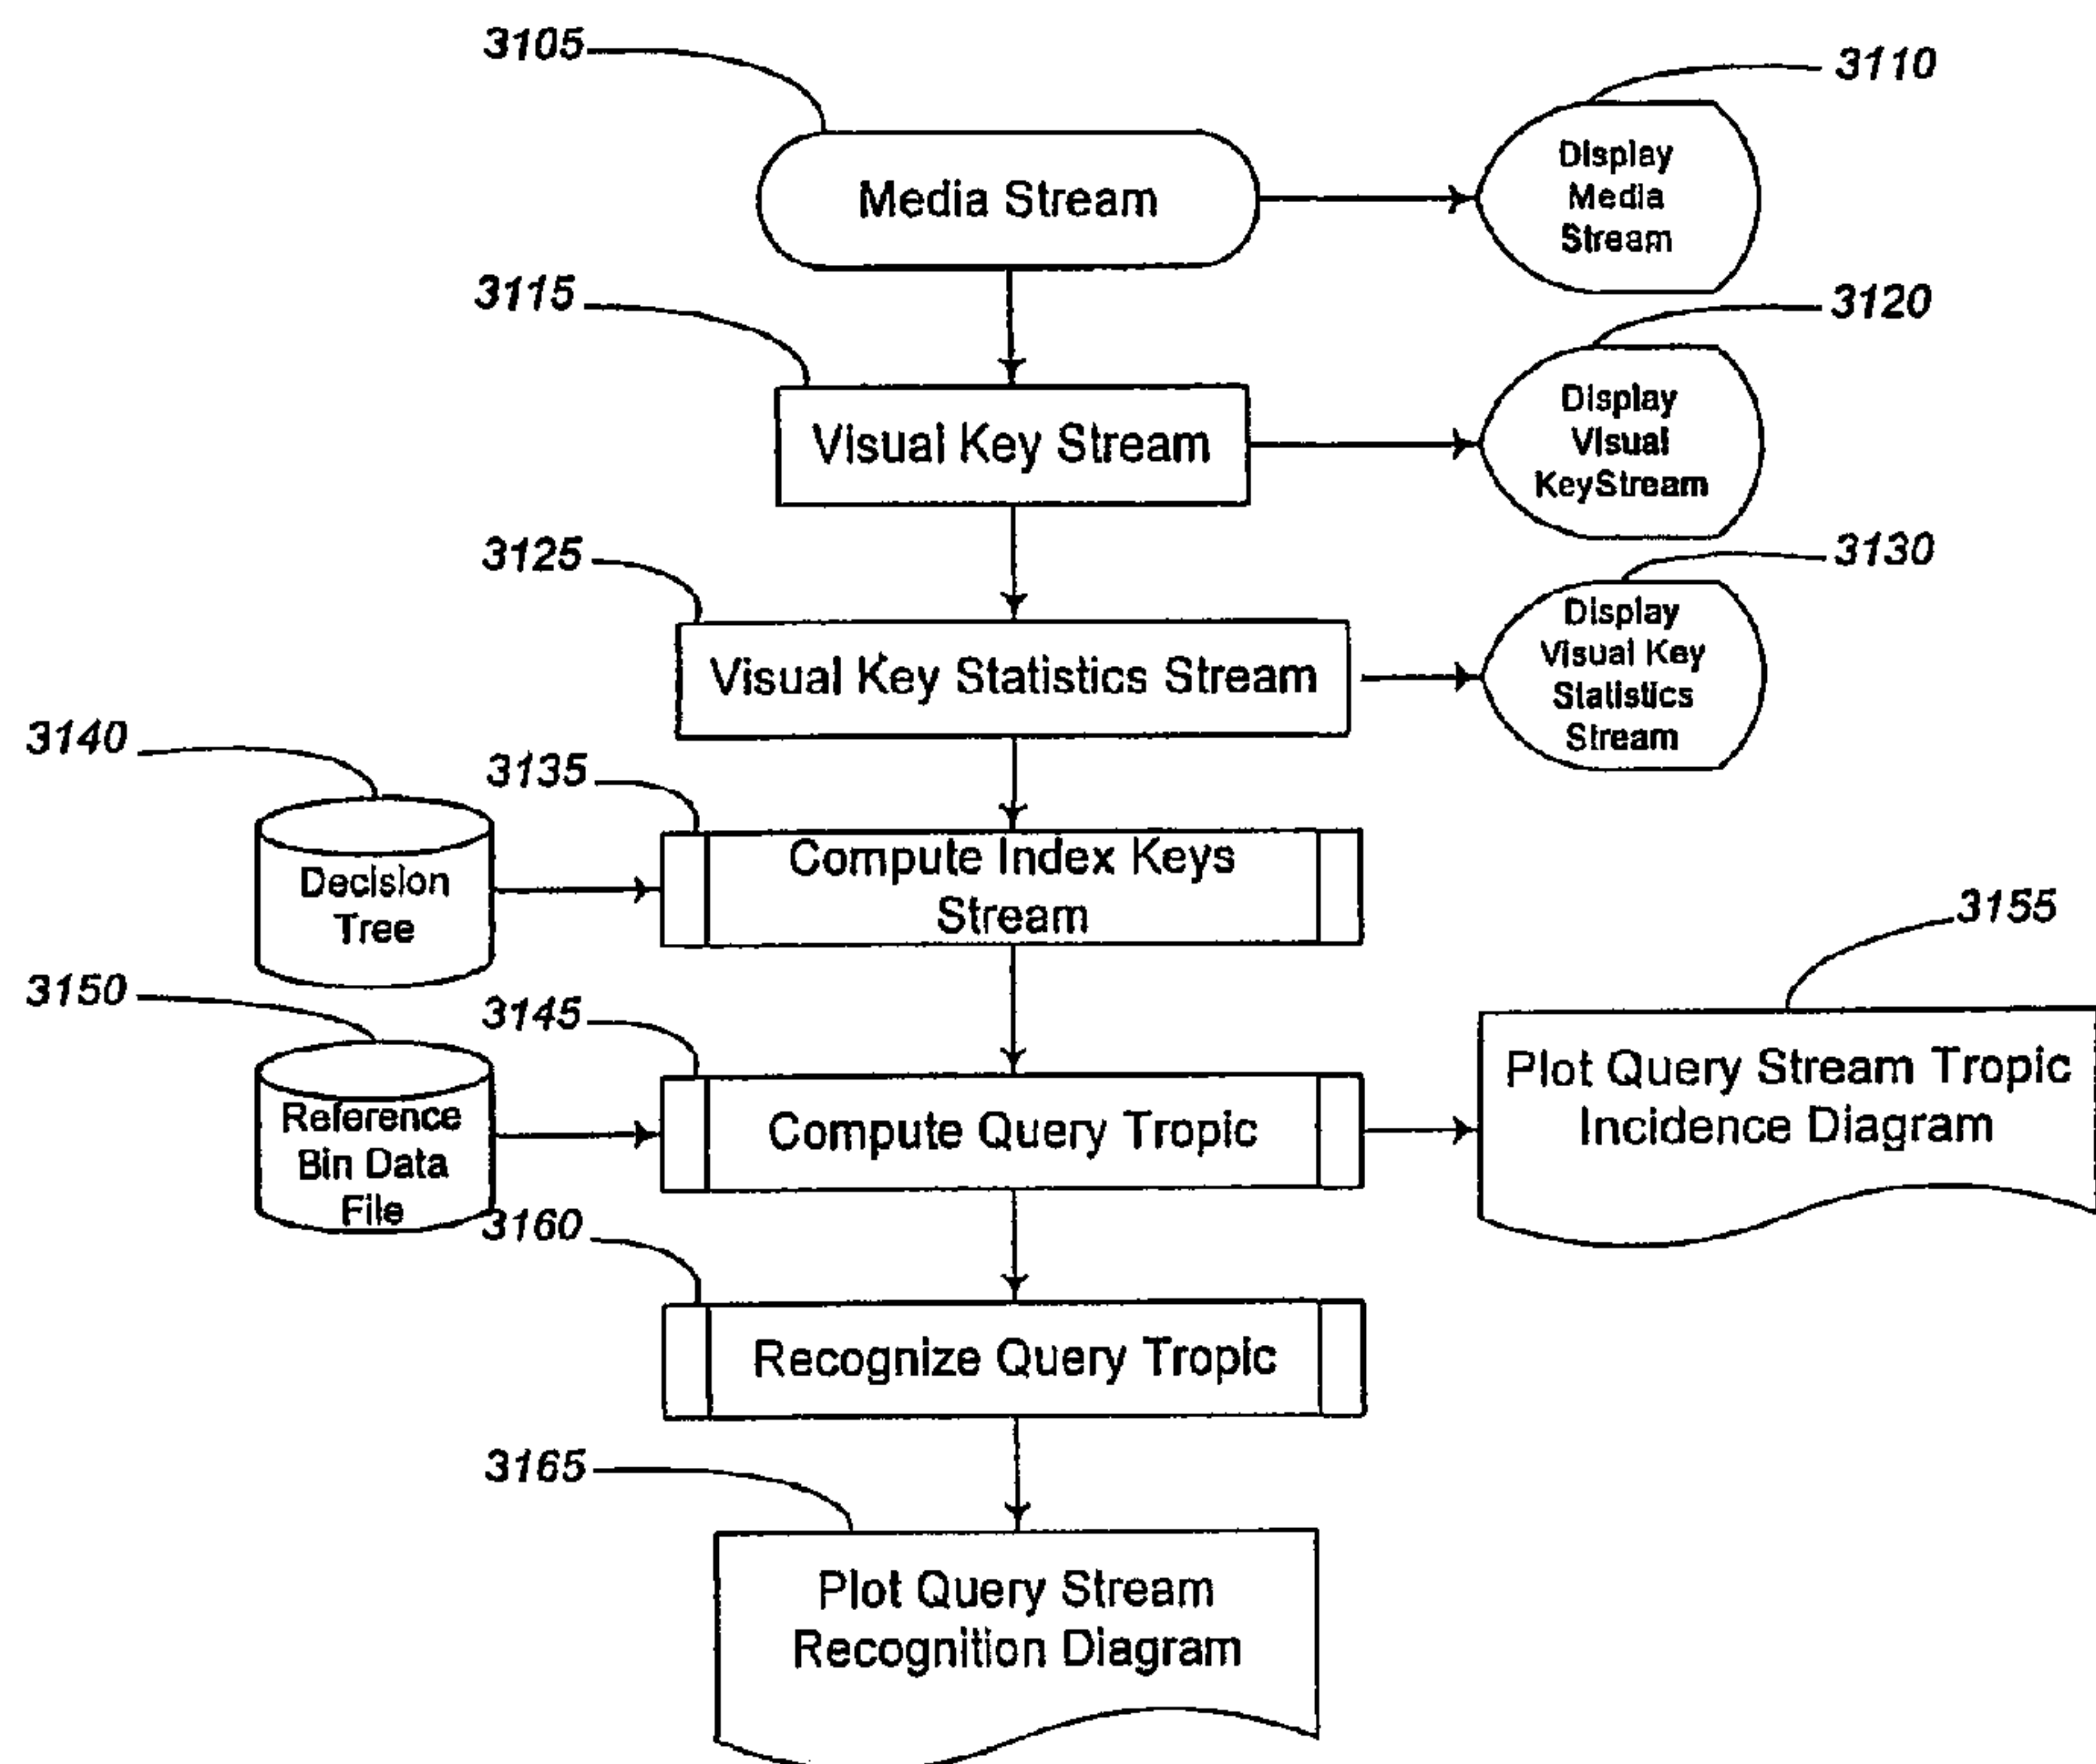 3105
3110
Media Stream
Display
Media
Stream
3115
3120
Visual Key Stream
Display
Visual
KeyStream
3125
3130
Visual Key Statistics Stream
Display
Visual Key
Statistics
Stream
3140
3135
Decision
Tree
Compute Index Keys
Stream
3155
3150
3145
Reference
Bin Data
File
Compute Query Tropic
Plot Query Stream Tropic
Incidence Diagram
3160
Recognize Query Tropic
3165
Plot Query Stream
Recognition Diagram